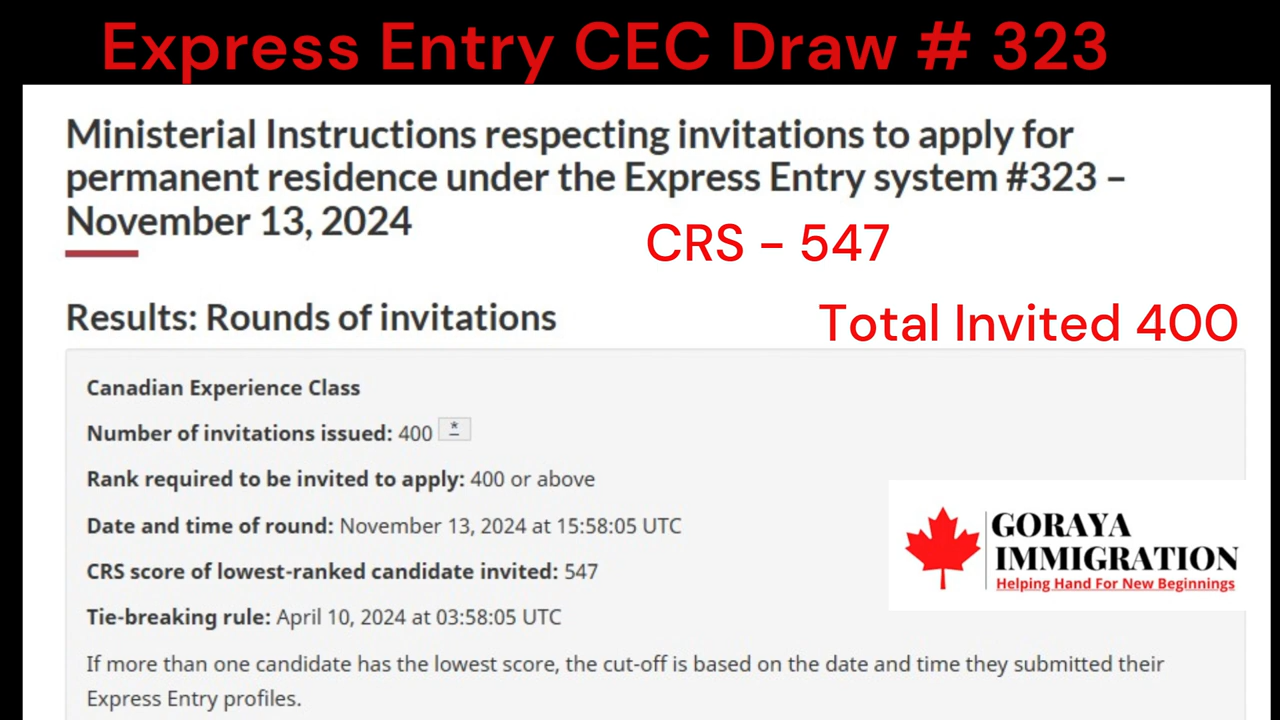 Express Entry CEC Draw # 323
Ministerial Instructions respecting invitations to apply for
permanent residence under the Express Entry system #323 –
November 13, 2024
CRS - 547
Results: Rounds of invitations
Total Invited 400
Canadian Experience Class
Number of invitations issued: 400 *
Rank required to be invited to apply: 400 or above
Date and time of round: November 13, 2024 at 15:58:05 UTC
CRS score of lowest-ranked candidate invited: 547
Tie-breaking rule: April 10, 2024 at 03:58:05 UTC
If more than one candidate has the lowest score, the cut-off is based on the date and time they submitted their
Express Entry profiles.
GORAYA
IMMIGRATION
Helping Hand For New Beginnings